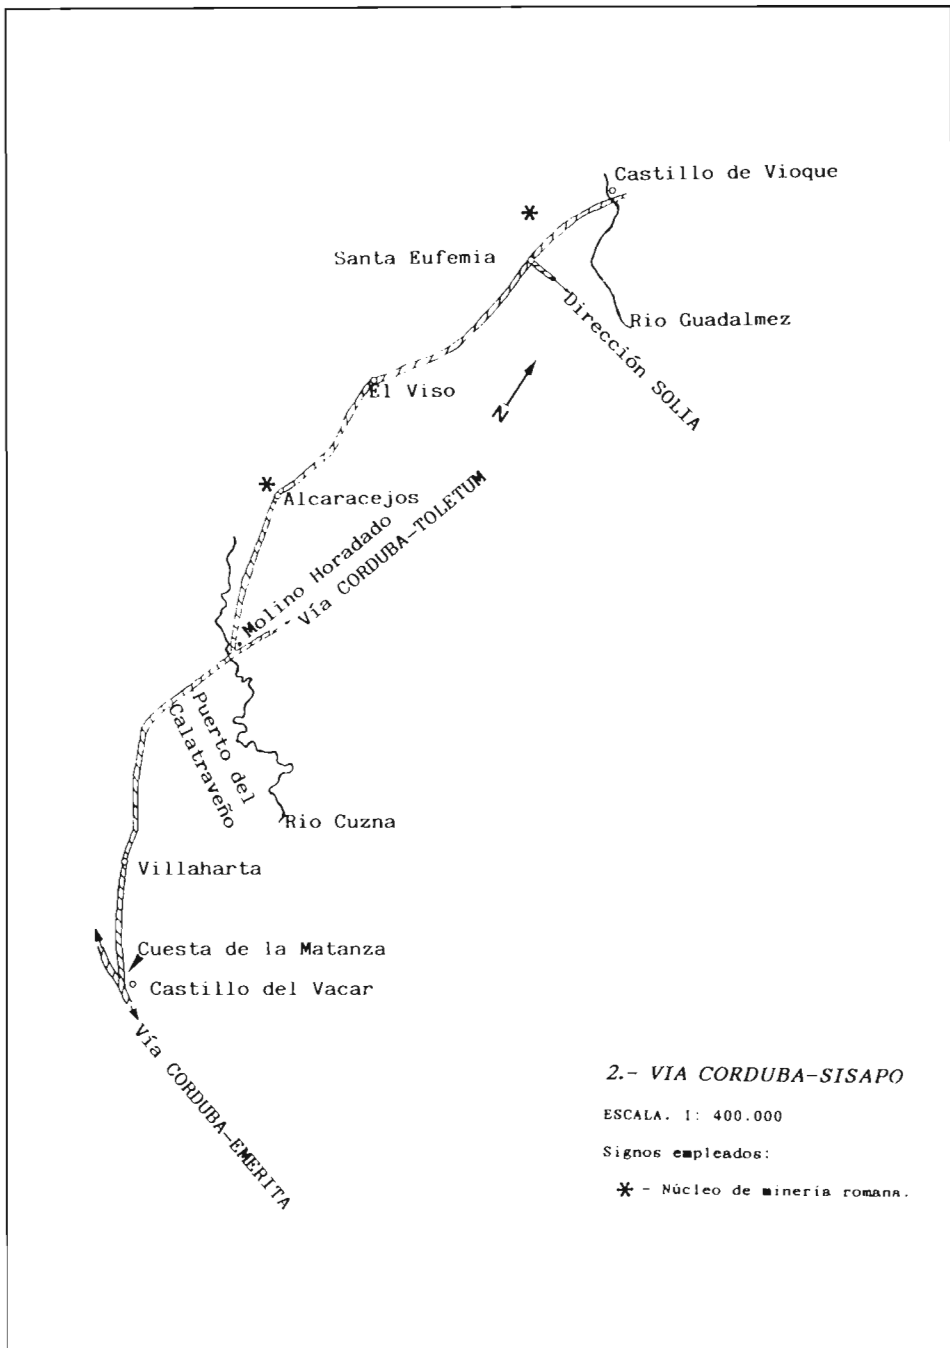 Castillo de Vioque
Santa Eufemia
Rio Guadalmez
Dirección SOLIA
El Viso
N
Alcaracejos
Molino Horadado
Vía CORDUBA-TOLETUM
Puerto del
Calatraveño
Rio Cuzna
Villaharta
Cuesta de la Matanza
Castillo del Vacar
Vía CORDUBA-EMERITA
2.- VIA CORDUBA-SISAPO
ESCALA. 1: 400.000
Signos empleados:
* - Núcleo de minería romana.